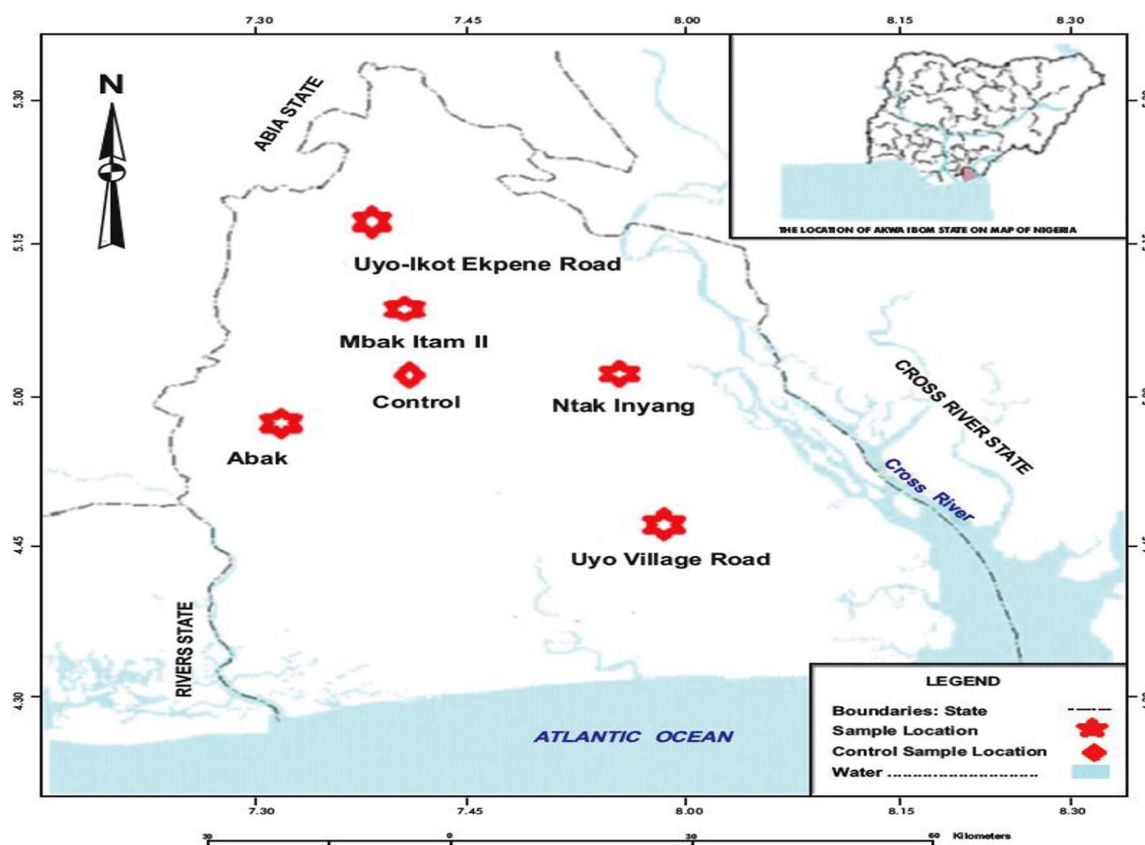 7.30 7.45 8.00 8.15 8.30
N
5.30
ABIA STATE
THE LOCATION OF AKWA IBOM STATE ON MAP OF NIGERIA
5.15
Uyo-Ikot Ekpene Road
Mbak Itam II
5.00
Control
Ntak Inyang
CROSS RIVER STATE
Abak
Cross River
4.45
Uyo Village Road
RIVERS STATE
4.30
ATLANTIC OCEAN
LEGEND
Boundaries: State
Sample Location
Control Sample Location
Water ................................
7.30 7.45 8.00 8.15 8.30
30 0 30 60 Kilometers